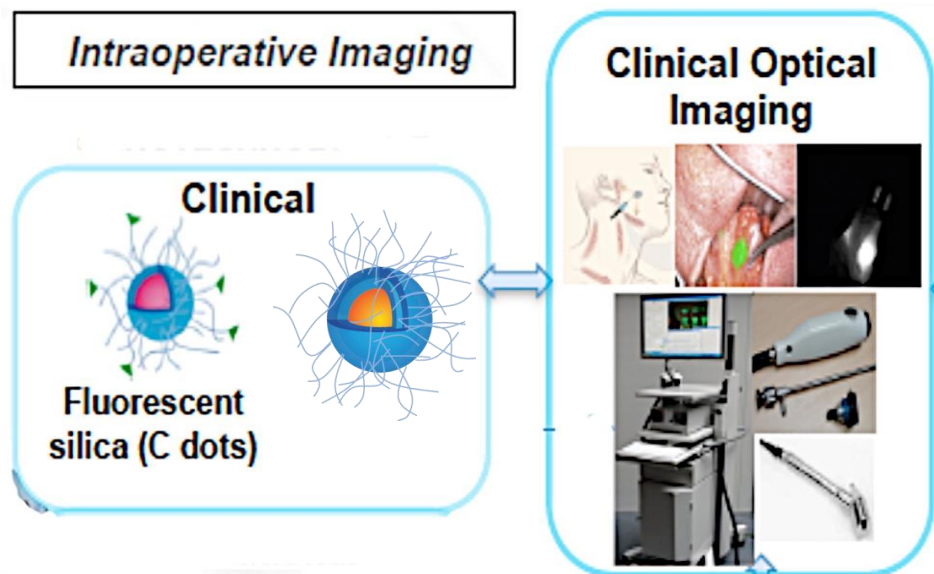 Intraoperative Imaging
Clinical Optical
Imaging
Clinical
Fluorescent
silica (C dots)